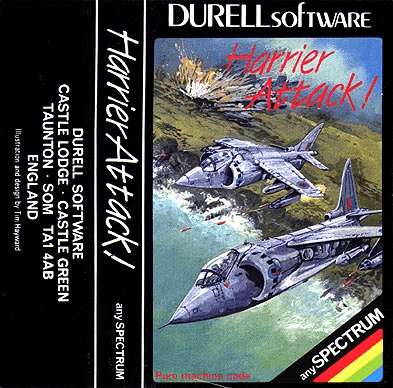 DURELL SOFTWARE
CASTLE LODGE · CASTLE GREEN
TAUNTON · SOM TA1 4AB
ENGLAND
Illustration and design by Tim Hayward
Harrier Attack!
any SPECTRUM
DURELL sofTWARE
Harrier
Attack!
any SPECTRUM
Pure machine code